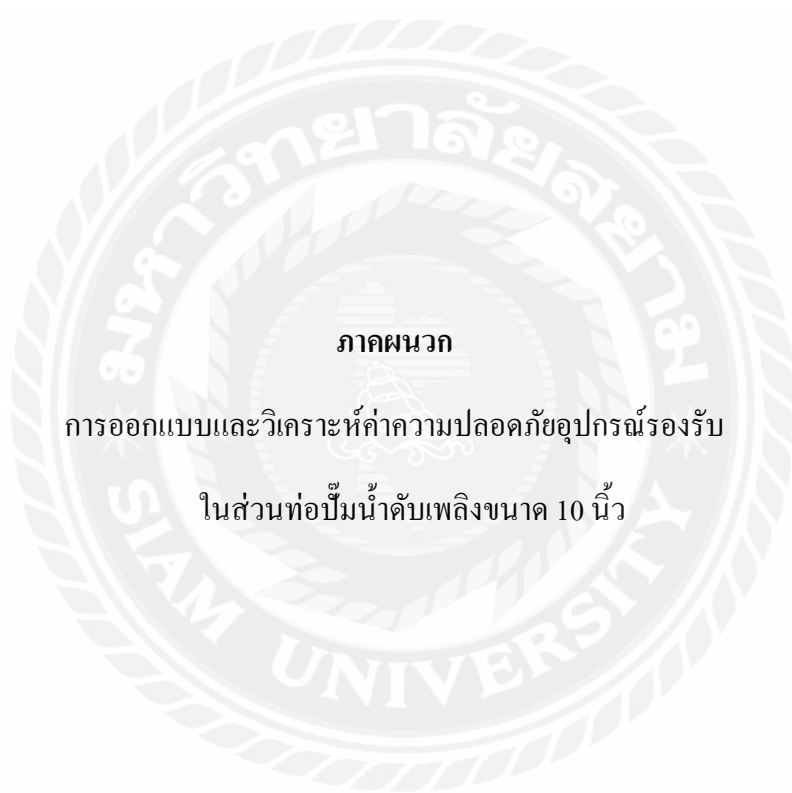 มหาวิทยาลัยสยาม
ภาคผนวก
การออกแบบและวิเคราะห์ค่าความปลอดภัยอุปกรณ์รองรับ
ในส่วนท่อปั๊มน้ำดับเพลิงขนาด 10 นิ้ว
SIAM UNIVERSITY